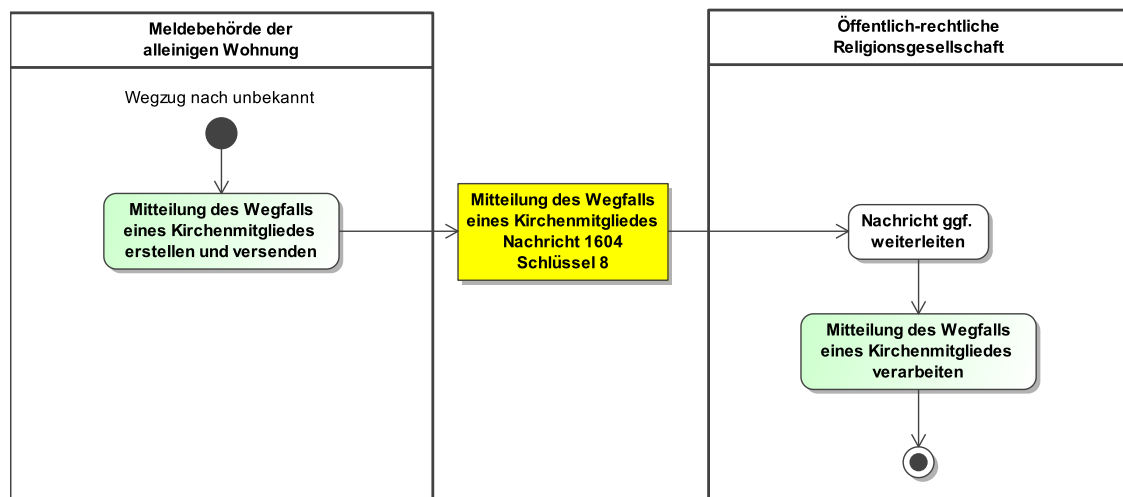 Meldebehörde der
alleinigen Wohnung
Wegzug nach unbekannt
Mitteilung des Wegfalls
eines Kirchenmitgliedes
erstellen und versenden
Mitteilung des Wegfalls
eines Kirchenmitgliedes
Nachricht 1604
Schlüssel 8
Öffentlich-rechtliche
Religionsgesellschaft
Nachricht ggf.
weiterleiten
Mitteilung des Wegfalls
eines Kirchenmitgliedes
verarbeiten